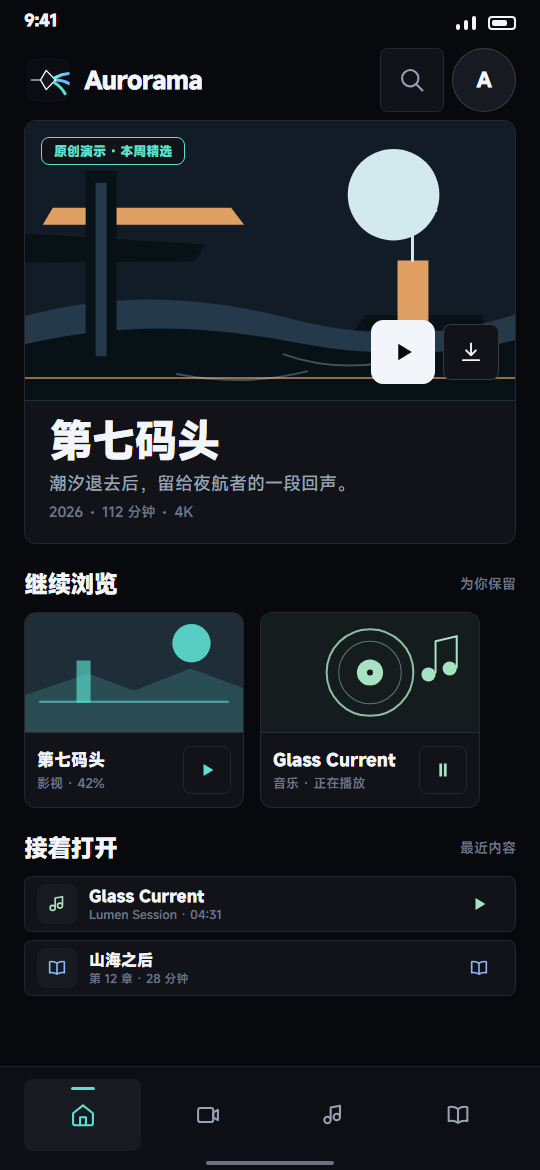 9:41
Aurorama
A
原创演示 · 本周精选
第七码头
潮汐退去后，留给夜航者的一段回声。
2026 · 112 分钟 · 4K
继续浏览
为你保留
第七码头
影视 · 42%
Glass Current
音乐 · 正在播放
接着打开
最近内容
Glass Current
Lumen Session · 04:31
山海之后
第 12 章 · 28 分钟